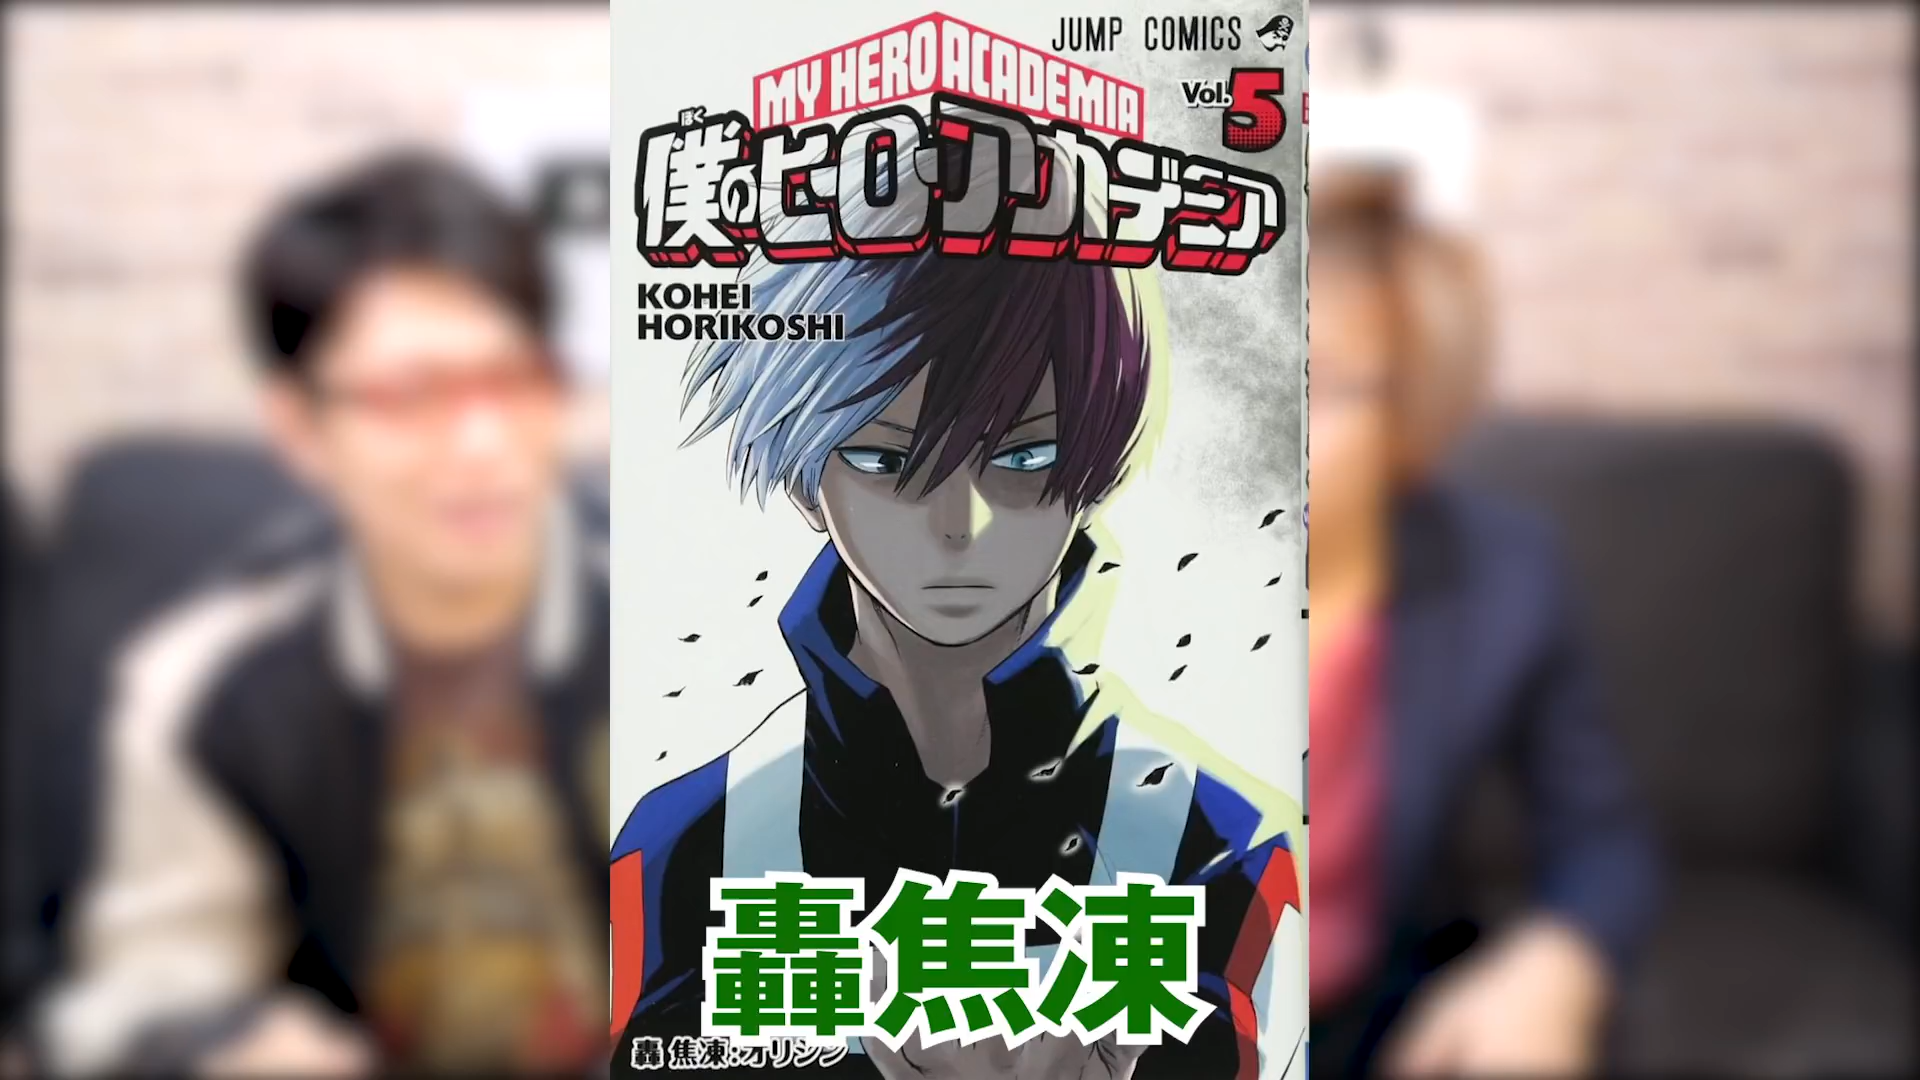 JUMP COMICS
MY HERO ACADEMIA
Vol.5
ぼく
僕のヒーローアカデミア
KOHEI
HORIKOSHI
轟焦凍
轟 焦凍:オリジン